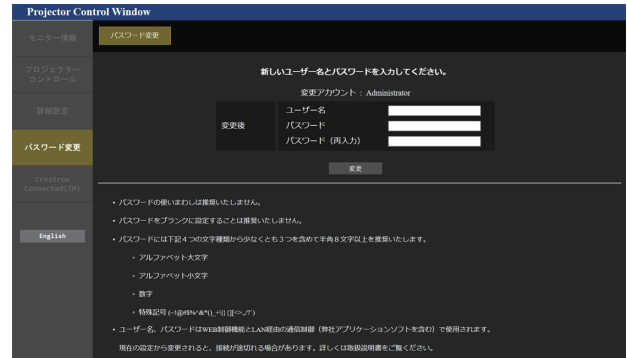 Projector Control Window
モニター情報
パスワード変更
プロジェクター
コントロール
新しいユーザー名とパスワードを入力してください。
変更アカウント : Administrator
詳細設定
変更後
ユーザー名
パスワード
パスワード (再入力)
パスワード変更
変更
Crestron
Connected(TM)
• パスワードの使いまわしは推奨いたしません。
• パスワードをブランクに設定することは推奨いたしません。
English
• パスワードには下記４つの文字種類から少なくとも３つを含めて半角８文字以上を推奨いたします。
◦ アルファベット大文字
◦ アルファベット小文字
◦ 数字
◦ 特殊記号
• ユーザー名、パスワードはWEB制御機能とLAN経由の通信制御（弊社アプリケーションソフトを含む）で使用されます。
現在の設定から変更されると、接続が途切れる場合があります。詳しくは取扱説明書をご覧ください。